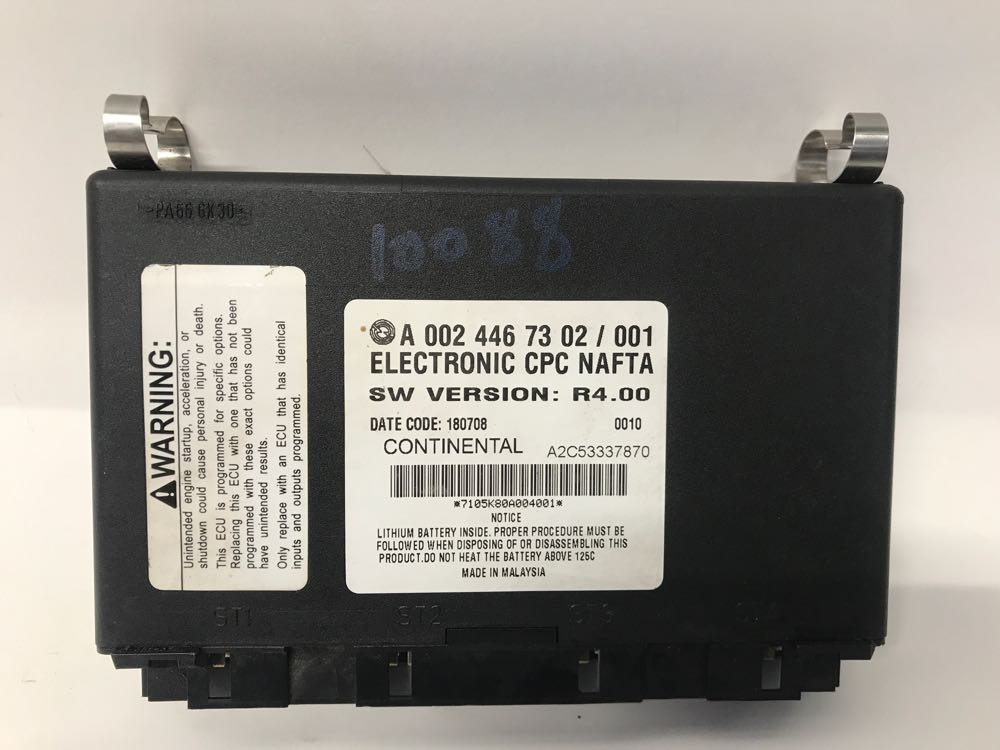 >PA66 GX30<
10088
⚠WARNING:
Unintended engine startup, acceleration, or
shutdown could cause personal injury or death.
This ECU is programmed for specific options.
Replacing this ECU with one that has not been
programmed with these exact options could
have unintended results.
Only replace with an ECU that has identical
inputs and outputs programmed.
A 002 446 73 02 / 001
ELECTRONIC CPC NAFTA
SW VERSION: R4.00
DATE CODE: 180708 0010
CONTINENTAL A2C53337870
*7105K80A004001*
NOTICE
LITHIUM BATTERY INSIDE. PROPER PROCEDURE MUST BE
FOLLOWED WHEN DISPOSING OF OR DISASSEMBLING THIS
PRODUCT.DO NOT HEAT THE BATTERY ABOVE 125C
MADE IN MALAYSIA
ST1 ST2 ST3 ST4